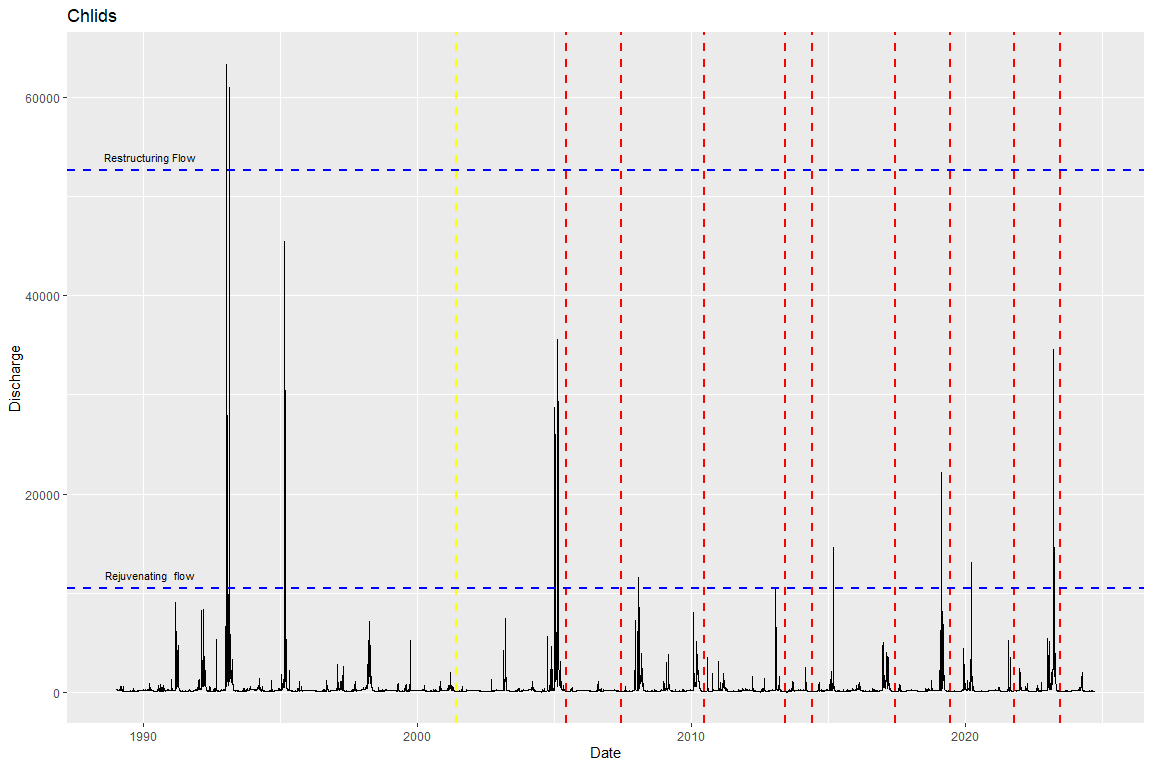 Chlids
60000
Restructuring Flow
40000
Discharge
20000
Rejuvenating  flow
0
1990
2000
2010
2020
Date